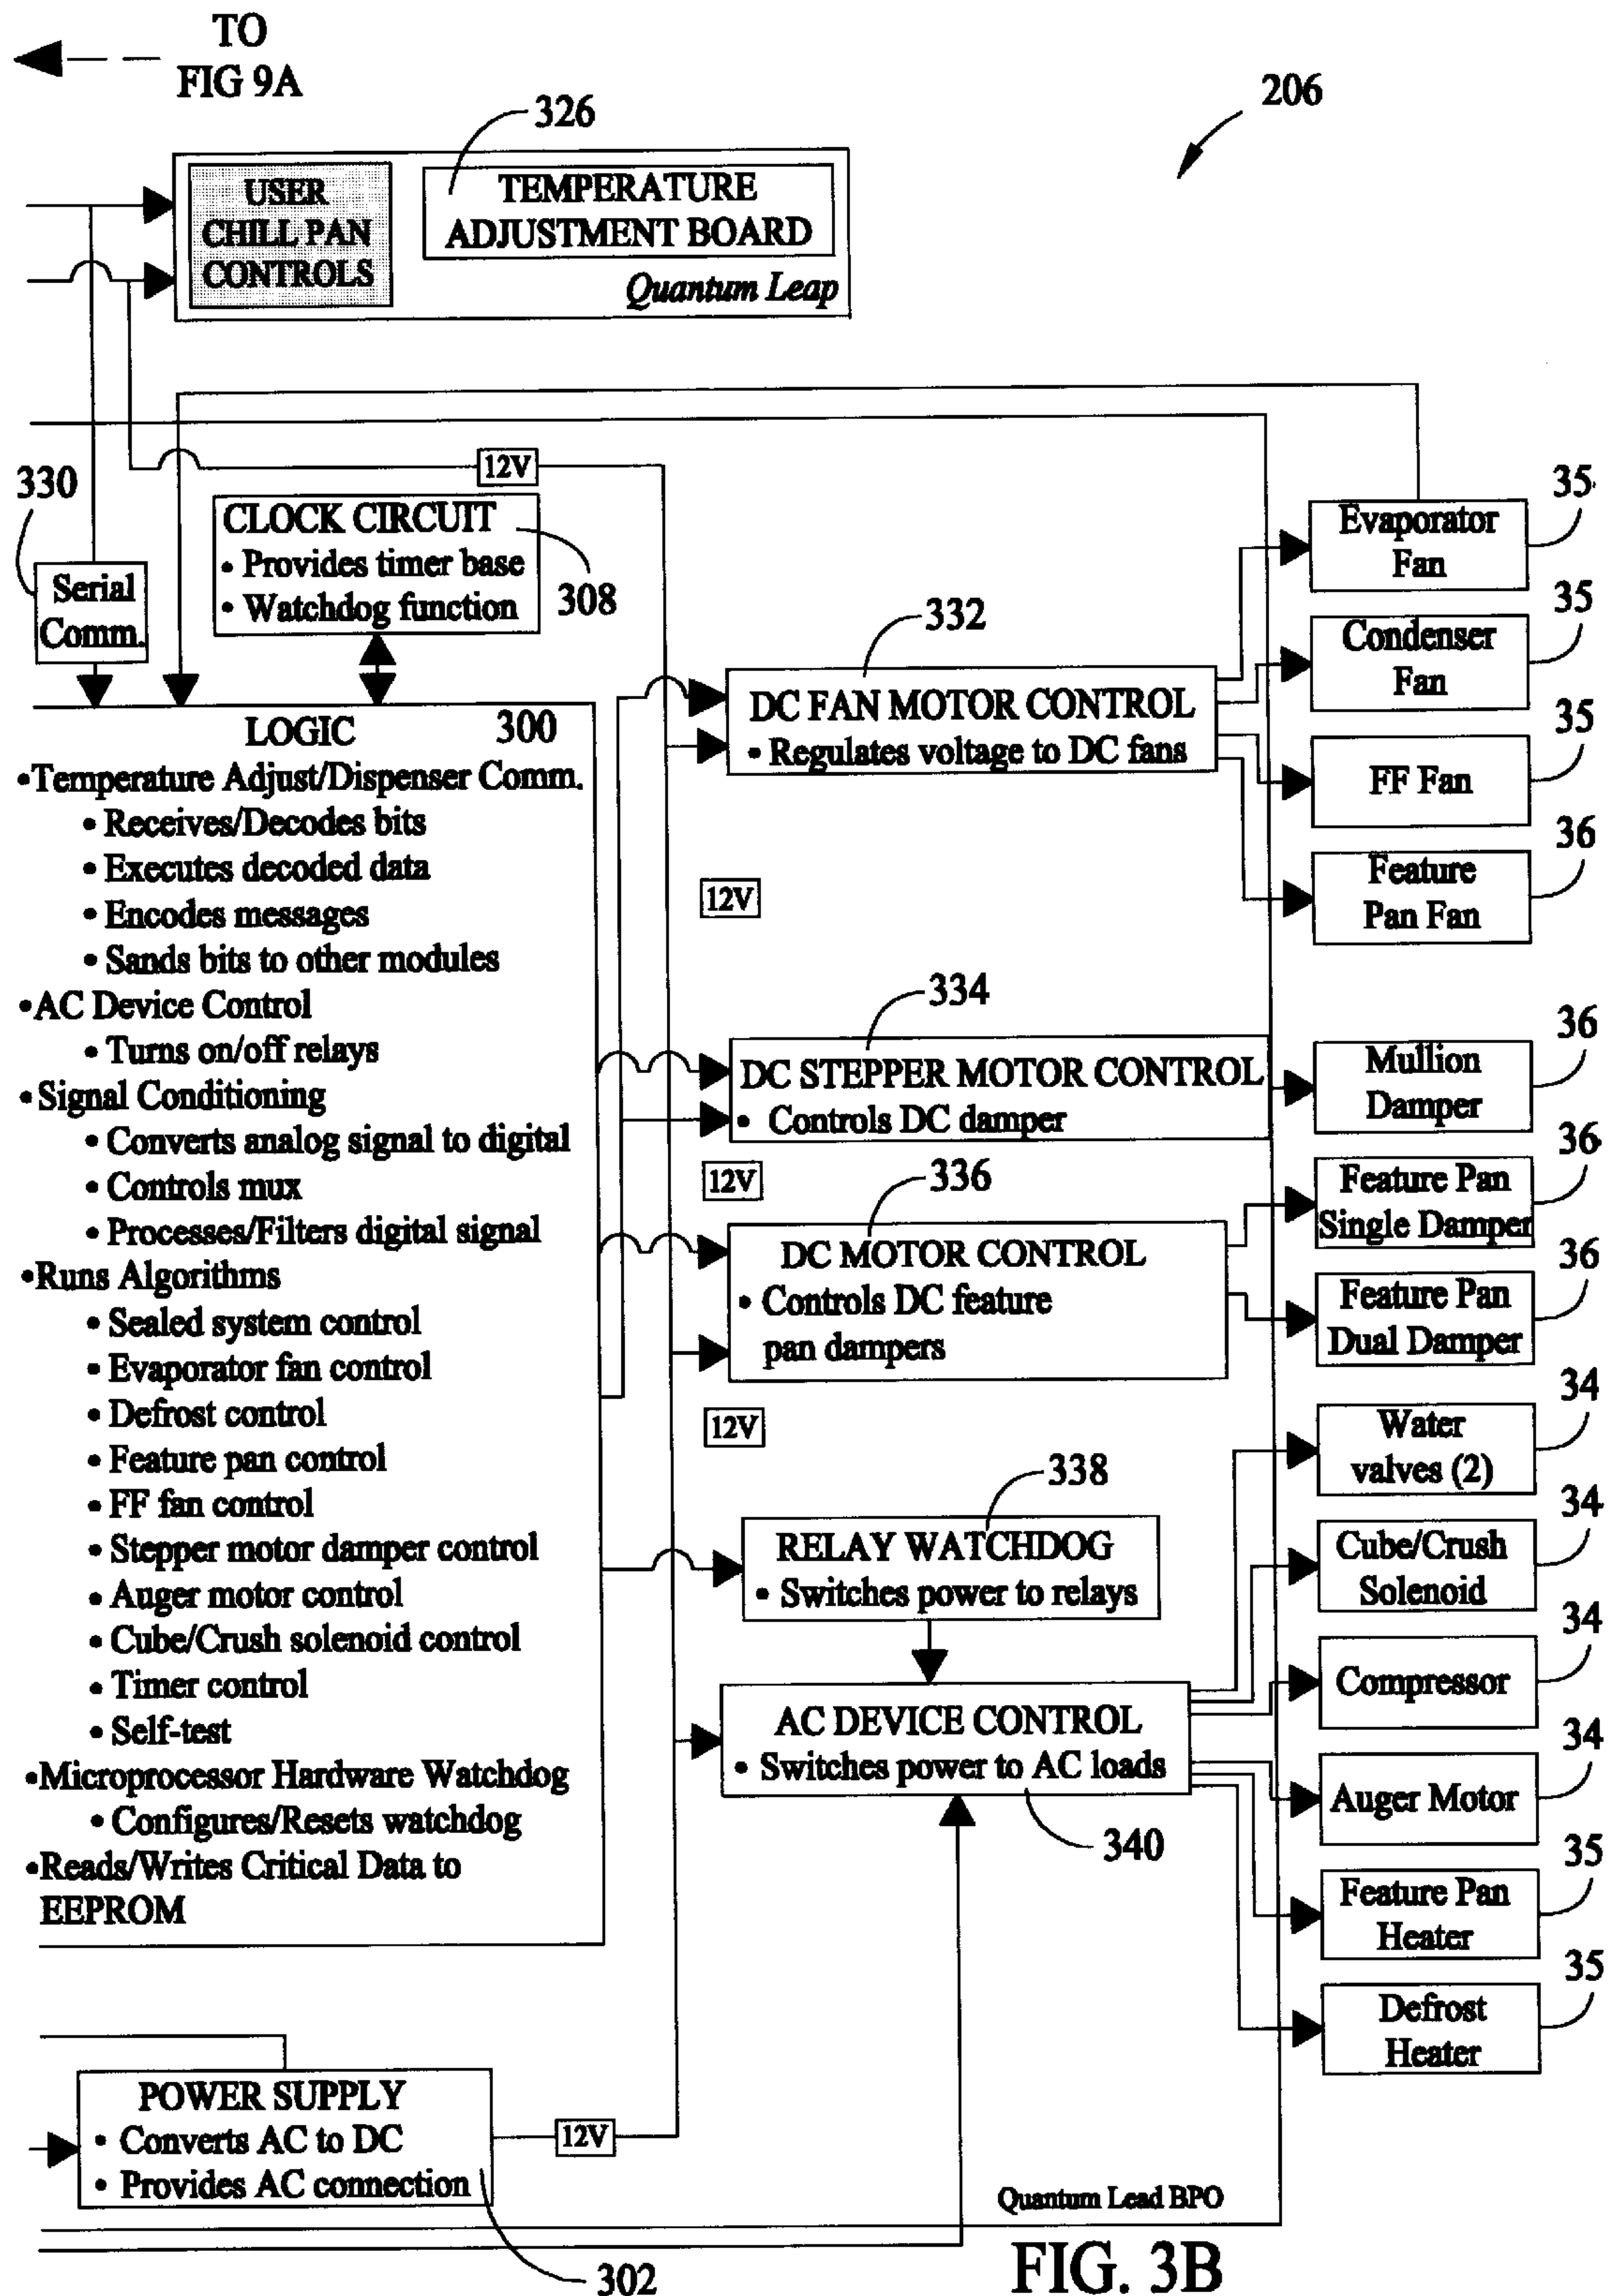 TO
FIG 9A
206
326
USER
CHILL PAN
CONTROLS
TEMPERATURE
ADJUSTMENT BOARD
Quantum Leap
12V
330
Serial
Comm.
CLOCK CIRCUIT
• Provides timer base
• Watchdog function
308
LOGIC 300
•Temperature Adjust/Dispenser Comm.
• Receives/Decodes bits
• Executes decoded data
• Encodes messages
• Sands bits to other modules
•AC Device Control
• Turns on/off relays
•Signal Conditioning
• Converts analog signal to digital
• Controls mux
• Processes/Filters digital signal
•Runs Algorithms
• Sealed system control
• Evaporator fan control
• Defrost control
• Feature pan control
• FF fan control
• Stepper motor damper control
• Auger motor control
• Cube/Crush solenoid control
• Timer control
• Self-test
•Microprocessor Hardware Watchdog
• Configures/Resets watchdog
•Reads/Writes Critical Data to
EEPROM
332
DC FAN MOTOR CONTROL
• Regulates voltage to DC fans
12V
334
DC STEPPER MOTOR CONTROL
• Controls DC damper
12V
336
DC MOTOR CONTROL
• Controls DC feature
pan dampers
12V
338
RELAY WATCHDOG
• Switches power to relays
AC DEVICE CONTROL
• Switches power to AC loads
340
Evaporator
Fan
35
Condenser
Fan
35
FF Fan
35
Feature
Pan Fan
36
Mullion
Damper
36
Feature Pan
Single Damper
36
Feature Pan
Dual Damper
36
Water
valves (2)
34
Cube/Crush
Solenoid
34
Compressor
34
Auger Motor
34
Feature Pan
Heater
35
Defrost
Heater
35
POWER SUPPLY
• Converts AC to DC
• Provides AC connection
12V
302
Quantum Lead BPO
FIG. 3B